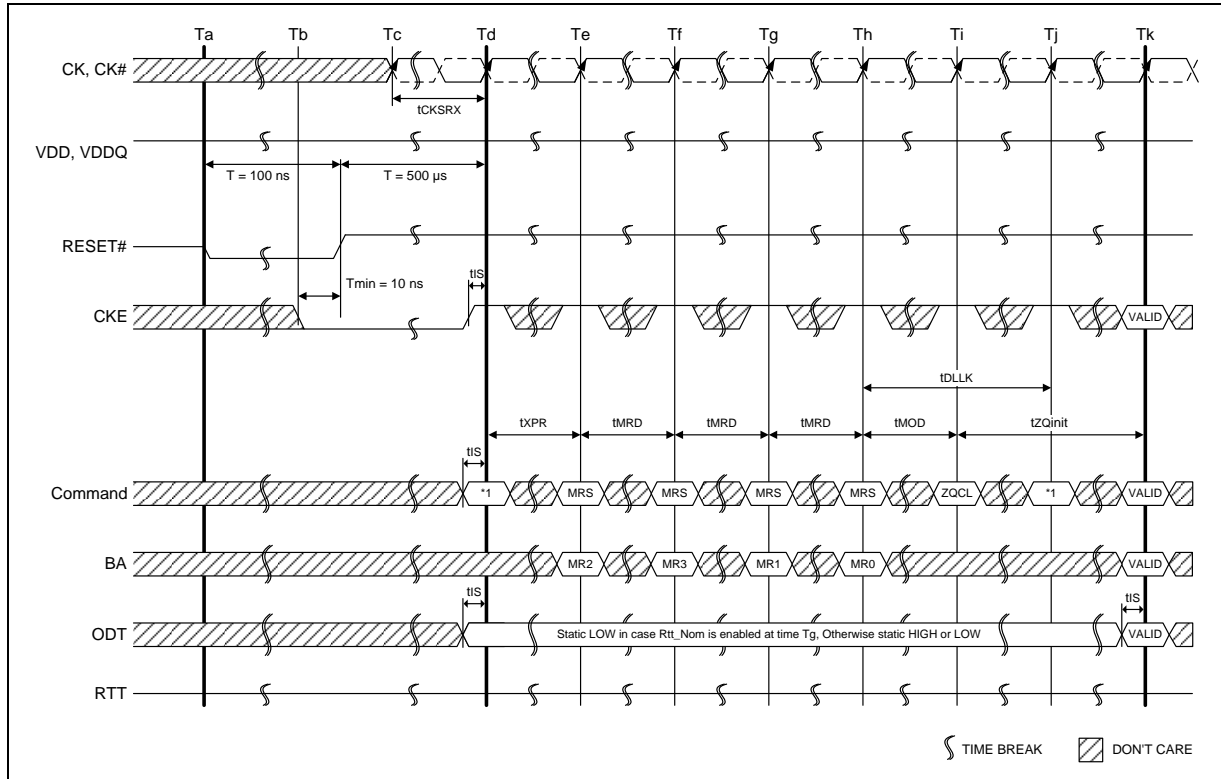 Ta Tb Tc Td Te Tf Tg Th Ti Tj Tk
CK, CK#
tCKSRX
VDD, VDDQ
T = 100 ns T = 500 µs
RESET#
Tmin = 10 ns tIS
CKE VALID
tDLLK
tXPR tMRD tMRD tMRD tMOD tZQinit
tIS
Command *1 MRS MRS MRS MRS ZQCL *1 VALID
BA MR2 MR3 MR1 MR0 VALID
tIS tIS
ODT Static LOW in case Rtt_Nom is enabled at time Tg, Otherwise static HIGH or LOW VALID
RTT
TIME BREAK DON'T CARE